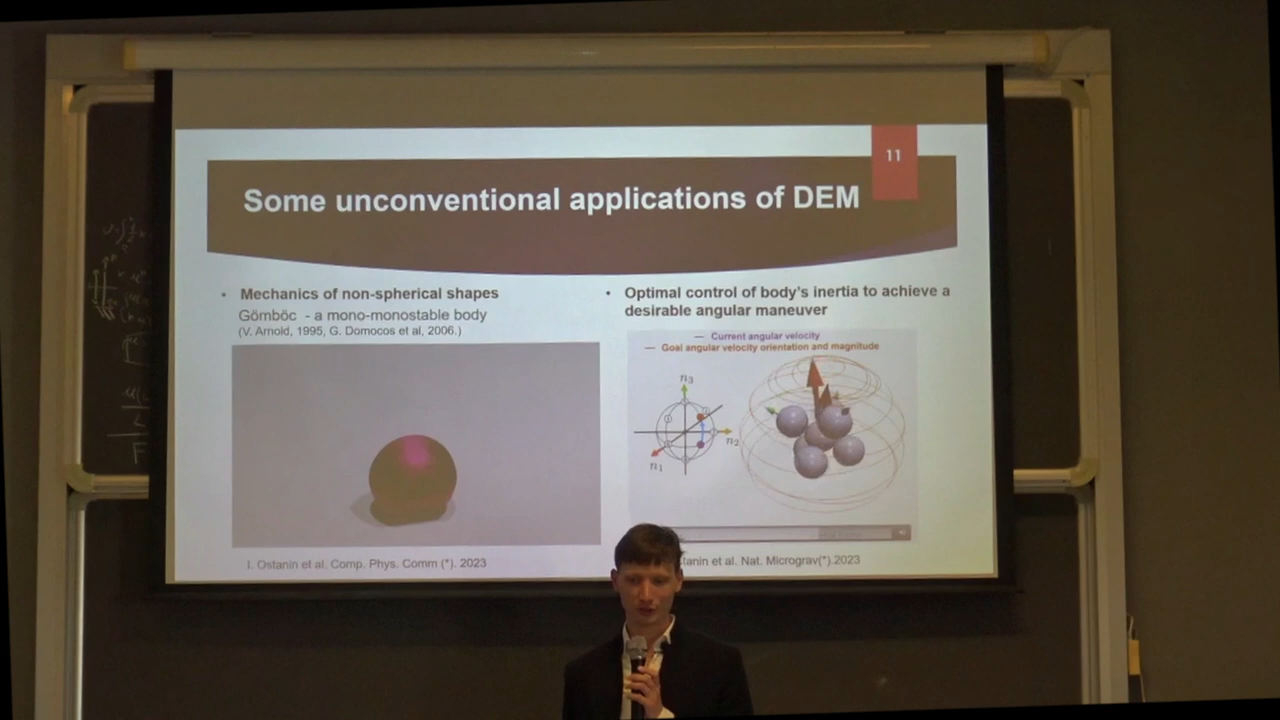 11
Some unconventional applications of DEM
• Mechanics of non-spherical shapes
Gömböc - a mono-monostable body
(V. Arnold, 1995, G. Domocos et al, 2006.)
I. Ostanin et al. Comp. Phys. Comm (*). 2023
• Optimal control of body's inertia to achieve a
desirable angular maneuver
— Current angular velocity
— Goal angular velocity orientation and magnitude
n3
n2
n1
et al. Nat. Micrograv(*).2023